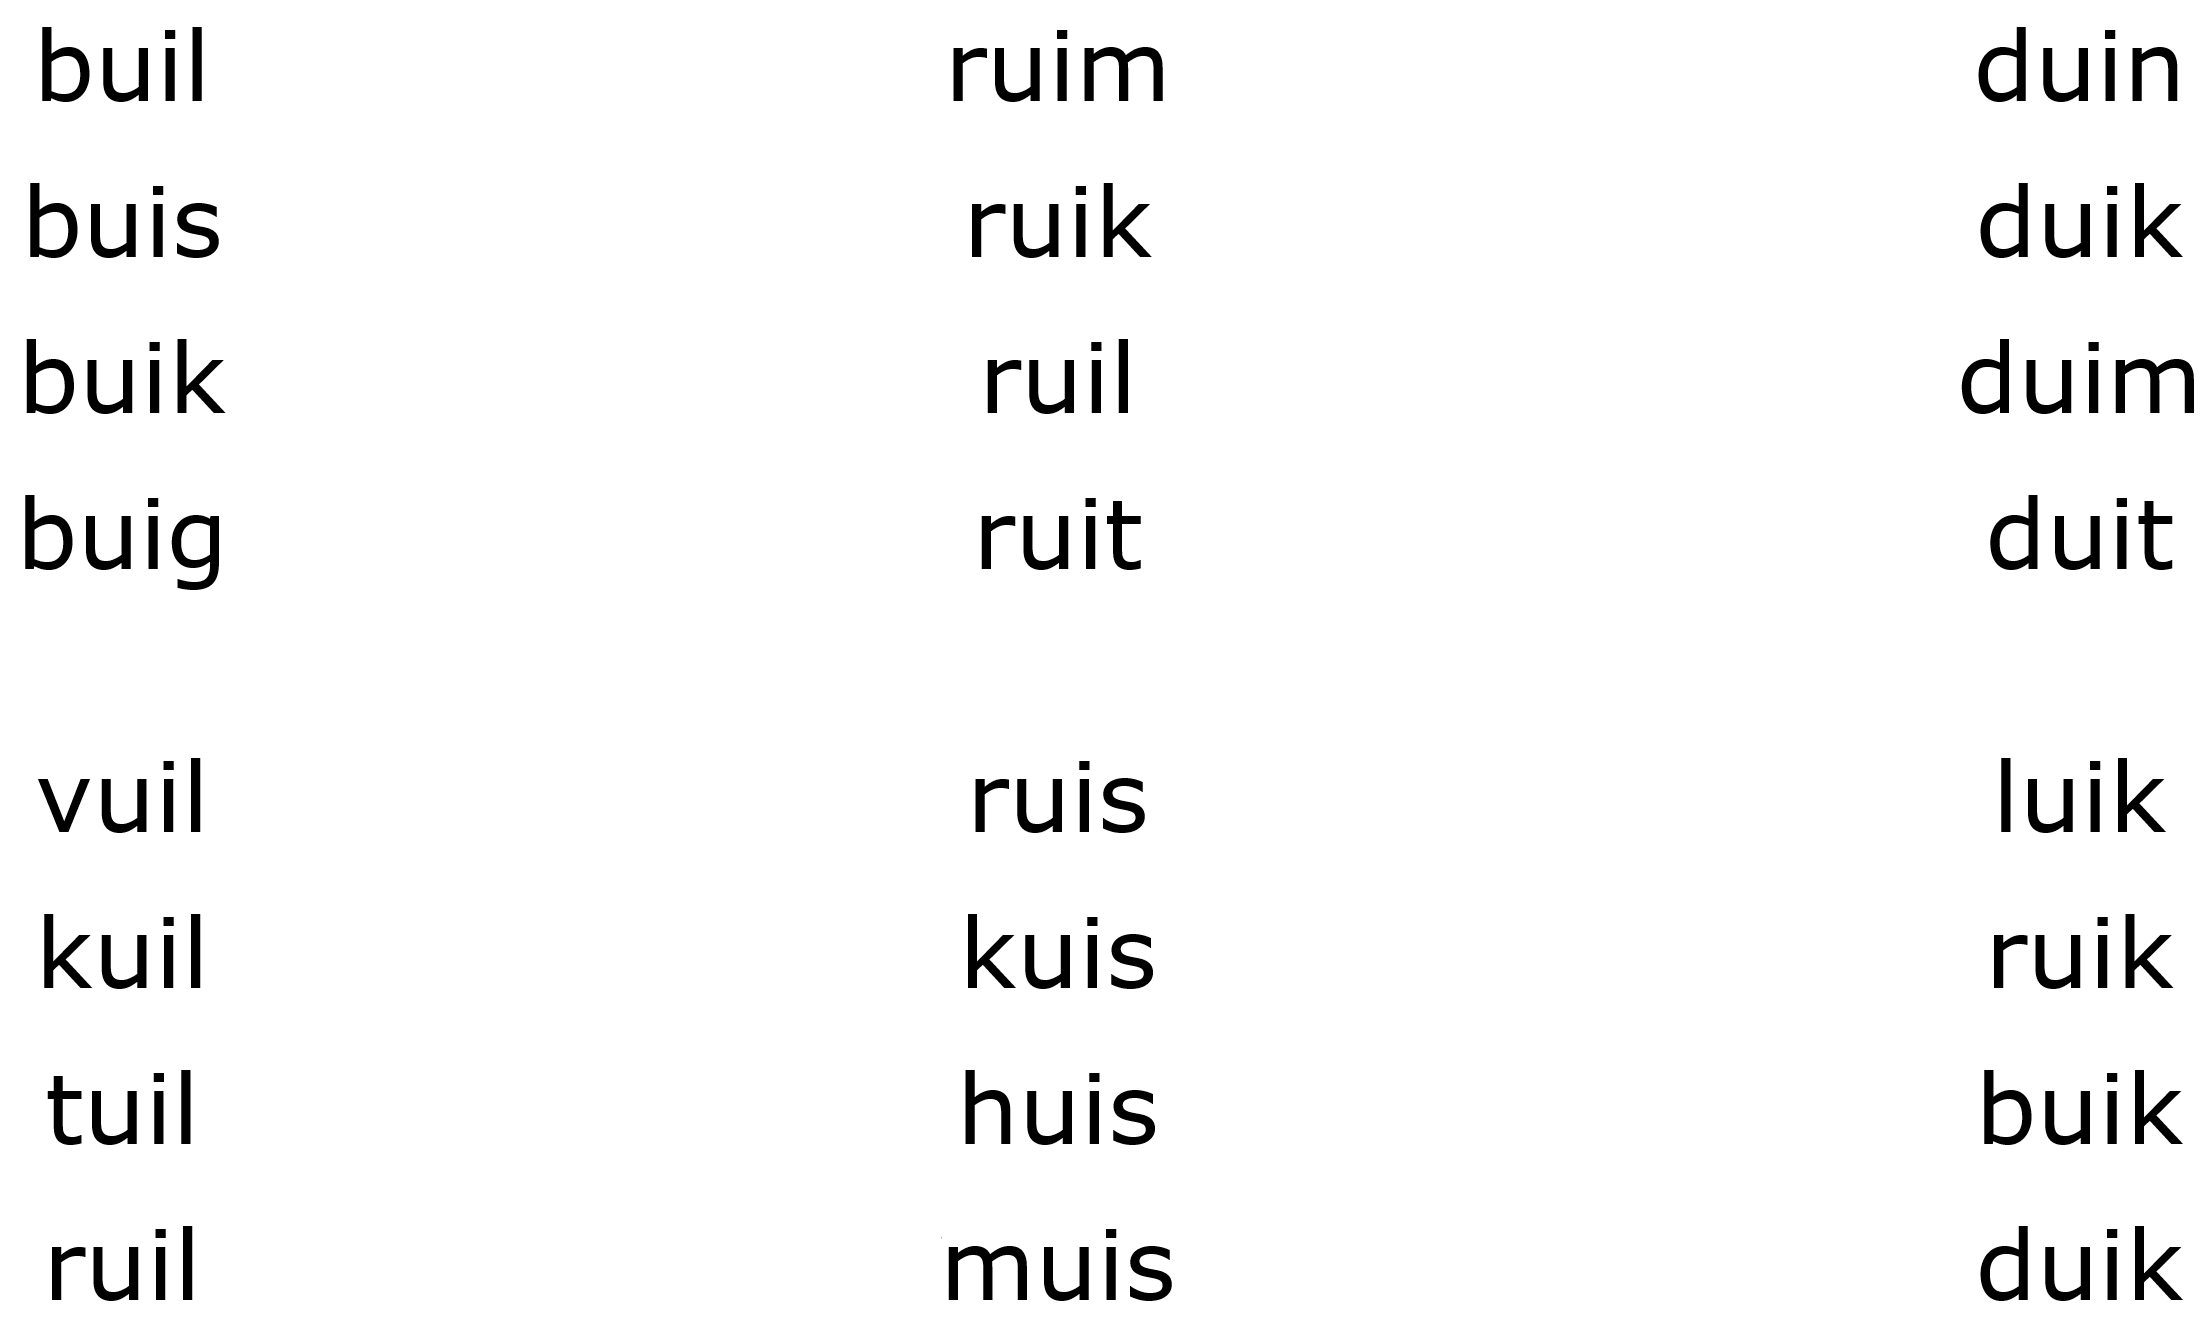 buil ruim duin
buis ruik duik
buik ruil duim
buig ruit duit
vuil ruis luik
kuil kuis ruik
tuil huis buik
ruil muis duik